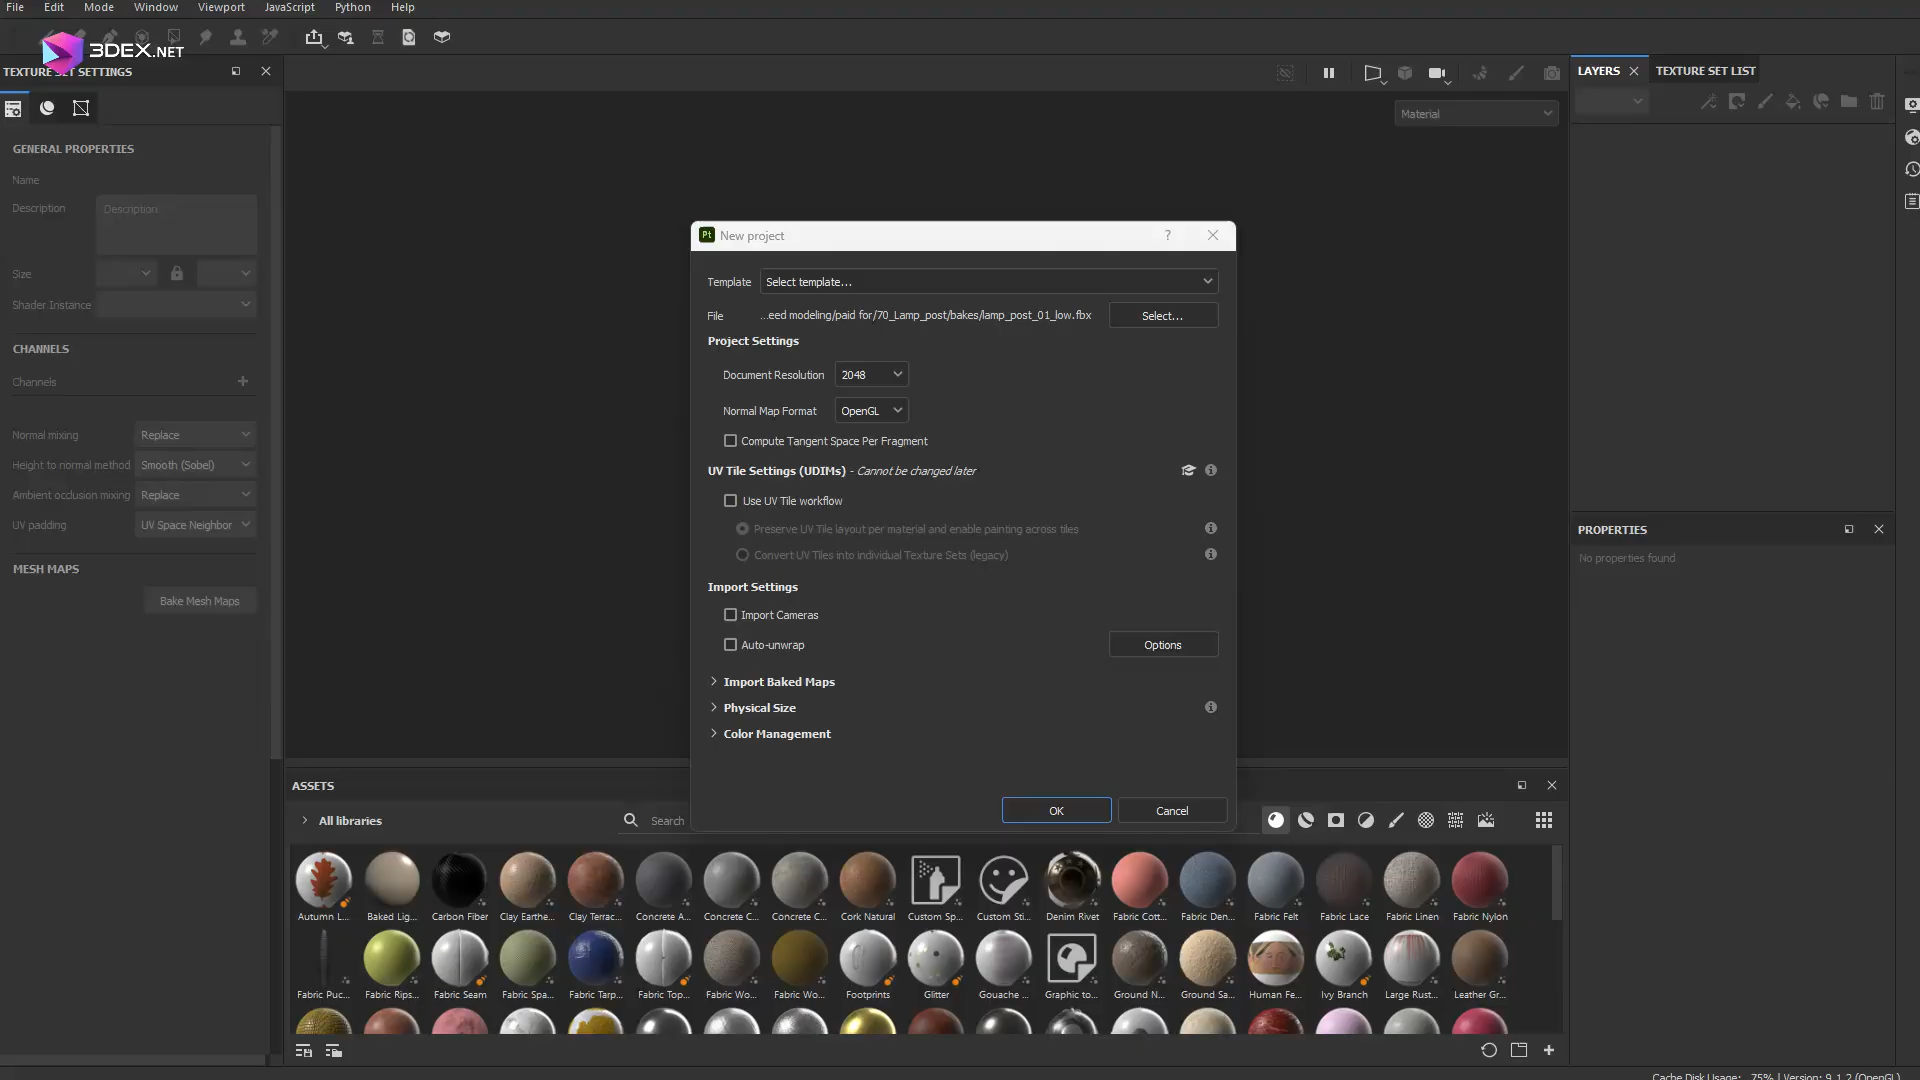 File Edit Mode Window Viewport JavaScript Python Help
3DEX.NET
TEXTURE SET SETTINGS
LAYERS TEXTURE SET LIST
Material
GENERAL PROPERTIES
Name
Description Description
Size
Shader Instance
CHANNELS
Channels
Normal mixing Replace
Height to normal method Smooth (Sobel)
Ambient occlusion mixing Replace
UV padding UV Space Neighbor
MESH MAPS
Bake Mesh Maps
Pt New project ?
Template Select template...
File ...eed modeling/paid for/70_Lamp_post/bakes/lamp_post_01_low.fbx Select...
Project Settings
Document Resolution 2048
Normal Map Format OpenGL
Compute Tangent Space Per Fragment
UV Tile Settings (UDIMs) - Cannot be changed later
Use UV Tile workflow
Preserve UV Tile layout per material and enable painting across tiles
Convert UV Tiles into individual Texture Sets (legacy)
Import Settings
Import Cameras
Auto-unwrap Options
Import Baked Maps
Physical Size
Color Management
OK Cancel
PROPERTIES
No properties found
ASSETS
All libraries Search
Autumn L... Baked Lig... Carbon Fiber Clay Earthe... Clay Terrac... Concrete A... Concrete C... Concrete C... Cork Natural Custom Sp... Custom Sti... Denim Rivet Fabric Cott... Fabric Den... Fabric Felt Fabric Lace Fabric Linen Fabric Nylon
Fabric Puc... Fabric Rips... Fabric Seam Fabric Spa... Fabric Tarp... Fabric Top... Fabric Wo... Fabric Wo... Footprints Glitter Gouache ... Graphic to... Ground N... Ground Sa... Human Fe... Ivy Branch Large Rust... Leather Gr...
Cache Disk Usage: 75% | Version: 9.1.2 (OpenGL)